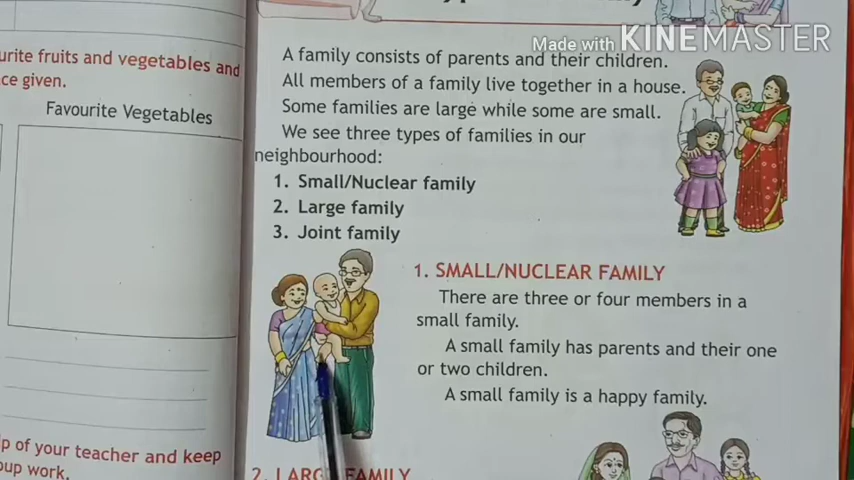 Made with KINEMASTER
urite fruits and vegetables and
ce given.
Favourite Vegetables
A family consists of parents and their children.
All members of a family live together in a house.
Some families are large while some are small.
We see three types of families in our
neighbourhood:
1. Small/Nuclear family
2. Large family
3. Joint family
1. SMALL/NUCLEAR FAMILY
There are three or four members in a
small family.
A small family has parents and their one
or two children.
A small family is a happy family.
lp of your teacher and keep
oup work.
2. LARGE FAMILY